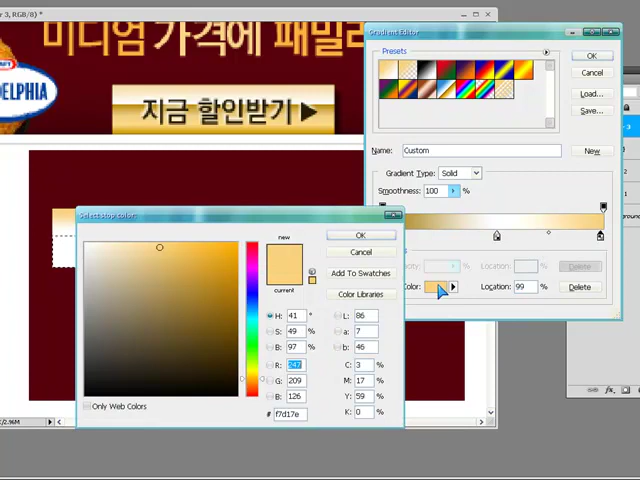 r 3, RGB/8) *
미디엄 가격에 패밀리
DELPHIA
지금 할인받기 ▶
Gradient Editor
Presets
OK
Cancel
Load...
Save...
Name: Custom
New
Gradient Type: Solid
Smoothness: 100 %
Location: %
Delete
Color:
Location: 99 %
Delete
Select stop color:
new
current
OK
Cancel
Add To Swatches
Color Libraries
H: 41 °
S: 49 %
B: 97 %
R: 247
G: 209
B: 126
# f7d17e
L: 86
a: 7
b: 46
C: 3 %
M: 17 %
Y: 59 %
K: 0 %
Only Web Colors
/2.96M